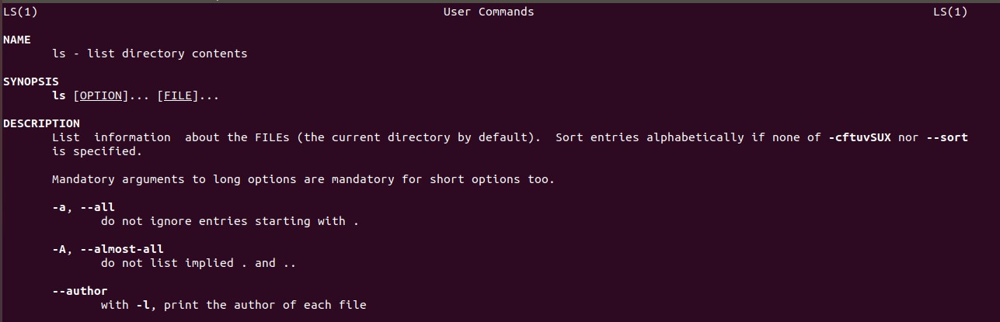 LS(1) User Commands LS(1)
NAME
ls - list directory contents
SYNOPSIS
ls [OPTION]... [FILE]...
DESCRIPTION
List information about the FILEs (the current directory by default). Sort entries alphabetically if none of -cftuvSUX nor --sort
is specified.
Mandatory arguments to long options are mandatory for short options too.
-a, --all
do not ignore entries starting with .
-A, --almost-all
do not list implied . and ..
--author
with -l, print the author of each file